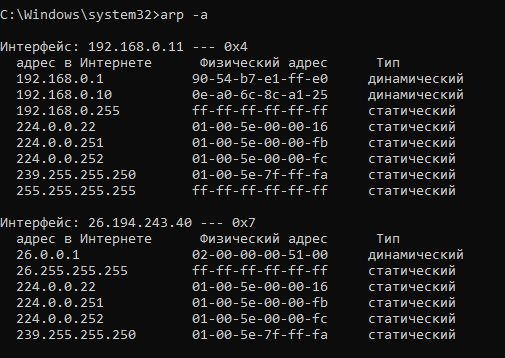 C:\Windows\system32>arp -a
Интерфейс: 192.168.0.11 --- 0x4
адрес в Интернете Физический адрес Тип
192.168.0.1 90-54-b7-e1-ff-e0 динамический
192.168.0.10 0e-a0-6c-8c-a1-25 динамический
192.168.0.255 ff-ff-ff-ff-ff-ff статический
224.0.0.22 01-00-5e-00-00-16 статический
224.0.0.251 01-00-5e-00-00-fb статический
224.0.0.252 01-00-5e-00-00-fc статический
239.255.255.250 01-00-5e-7f-ff-fa статический
255.255.255.255 ff-ff-ff-ff-ff-ff статический
Интерфейс: 26.194.243.40 --- 0x7
адрес в Интернете Физический адрес Тип
26.0.0.1 02-00-00-00-51-00 динамический
26.255.255.255 ff-ff-ff-ff-ff-ff статический
224.0.0.22 01-00-5e-00-00-16 статический
224.0.0.251 01-00-5e-00-00-fb статический
224.0.0.252 01-00-5e-00-00-fc статический
239.255.255.250 01-00-5e-7f-ff-fa статический